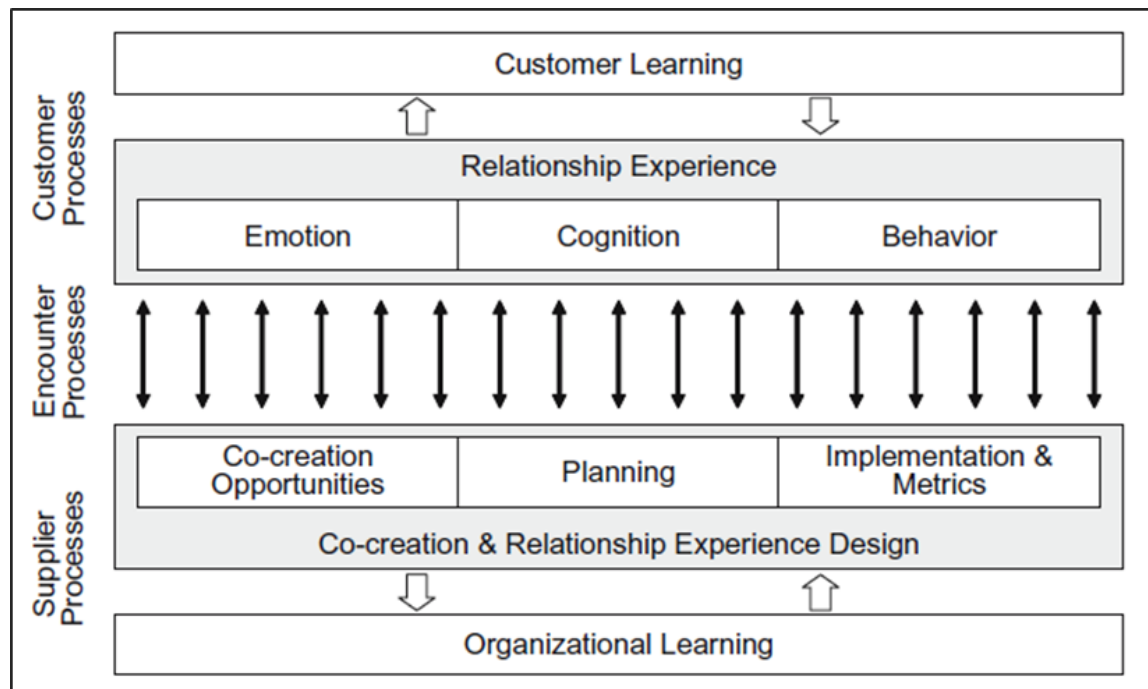 Customer Learning
Customer
Processes
Relationship Experience
Emotion
Cognition
Behavior
Encounter
Processes
Co-creation
Opportunities
Planning
Implementation &
Metrics
Co-creation & Relationship Experience Design
Supplier
Processes
Organizational Learning